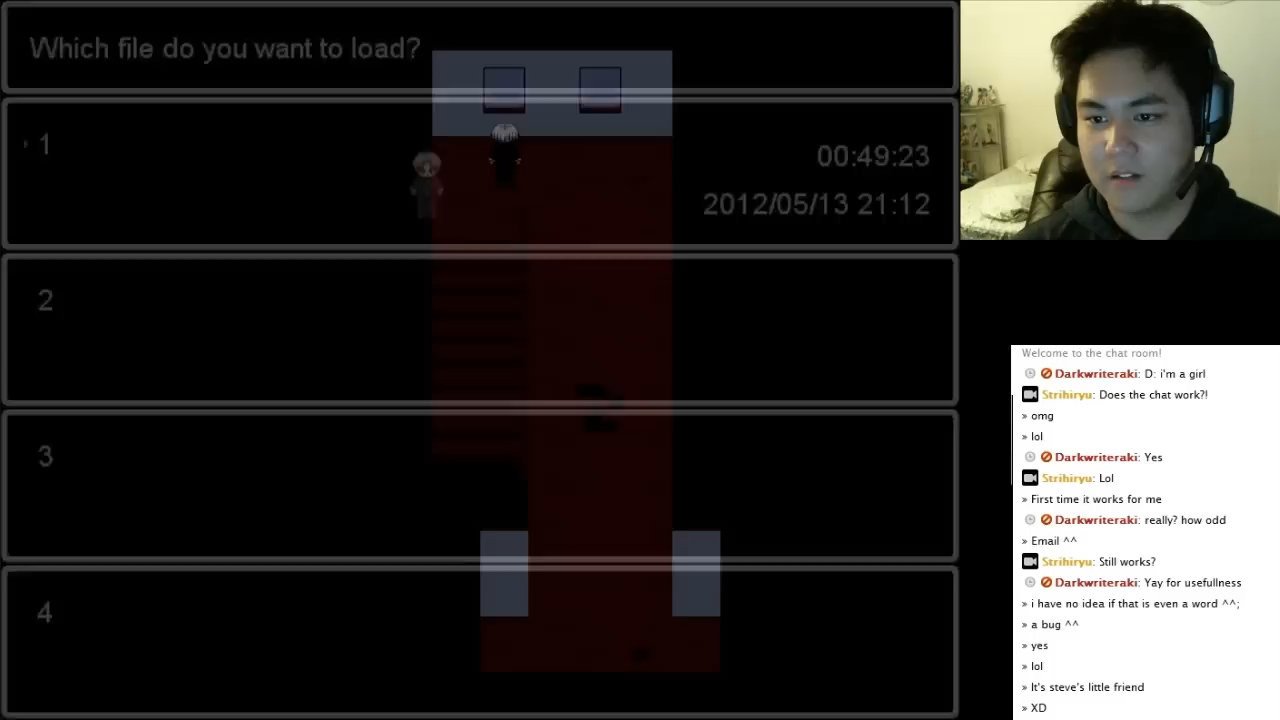 Which file do you want to load?
1
00:49:23
2012/05/13 21:12
2
3
4
Welcome to the chat room!
Darkwriteraki: D: i'm a girl
Strihiryu: Does the chat work?!
» omg
» lol
Darkwriteraki: Yes
Strihiryu: Lol
» First time it works for me
Darkwriteraki: really? how odd
» Email ^^
Strihiryu: Still works?
Darkwriteraki: Yay for usefullness
» i have no idea if that is even a word ^^;
» a bug ^^
» yes
» lol
» It's steve's little friend
» XD